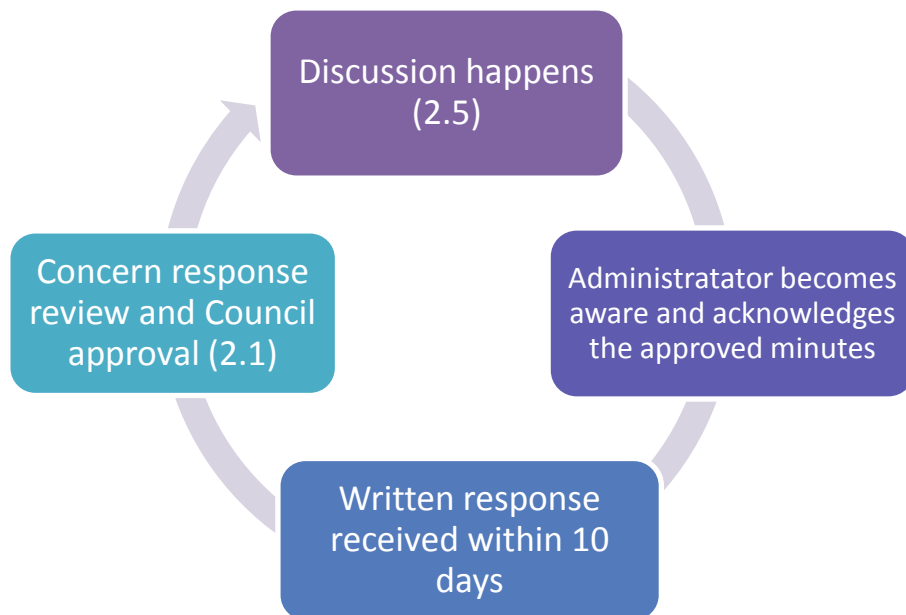 Discussion happens
(2.5)
Administratator becomes
aware and acknowledges
the approved minutes
Written response
received within 10
days
Concern response
review and Council
approval (2.1)